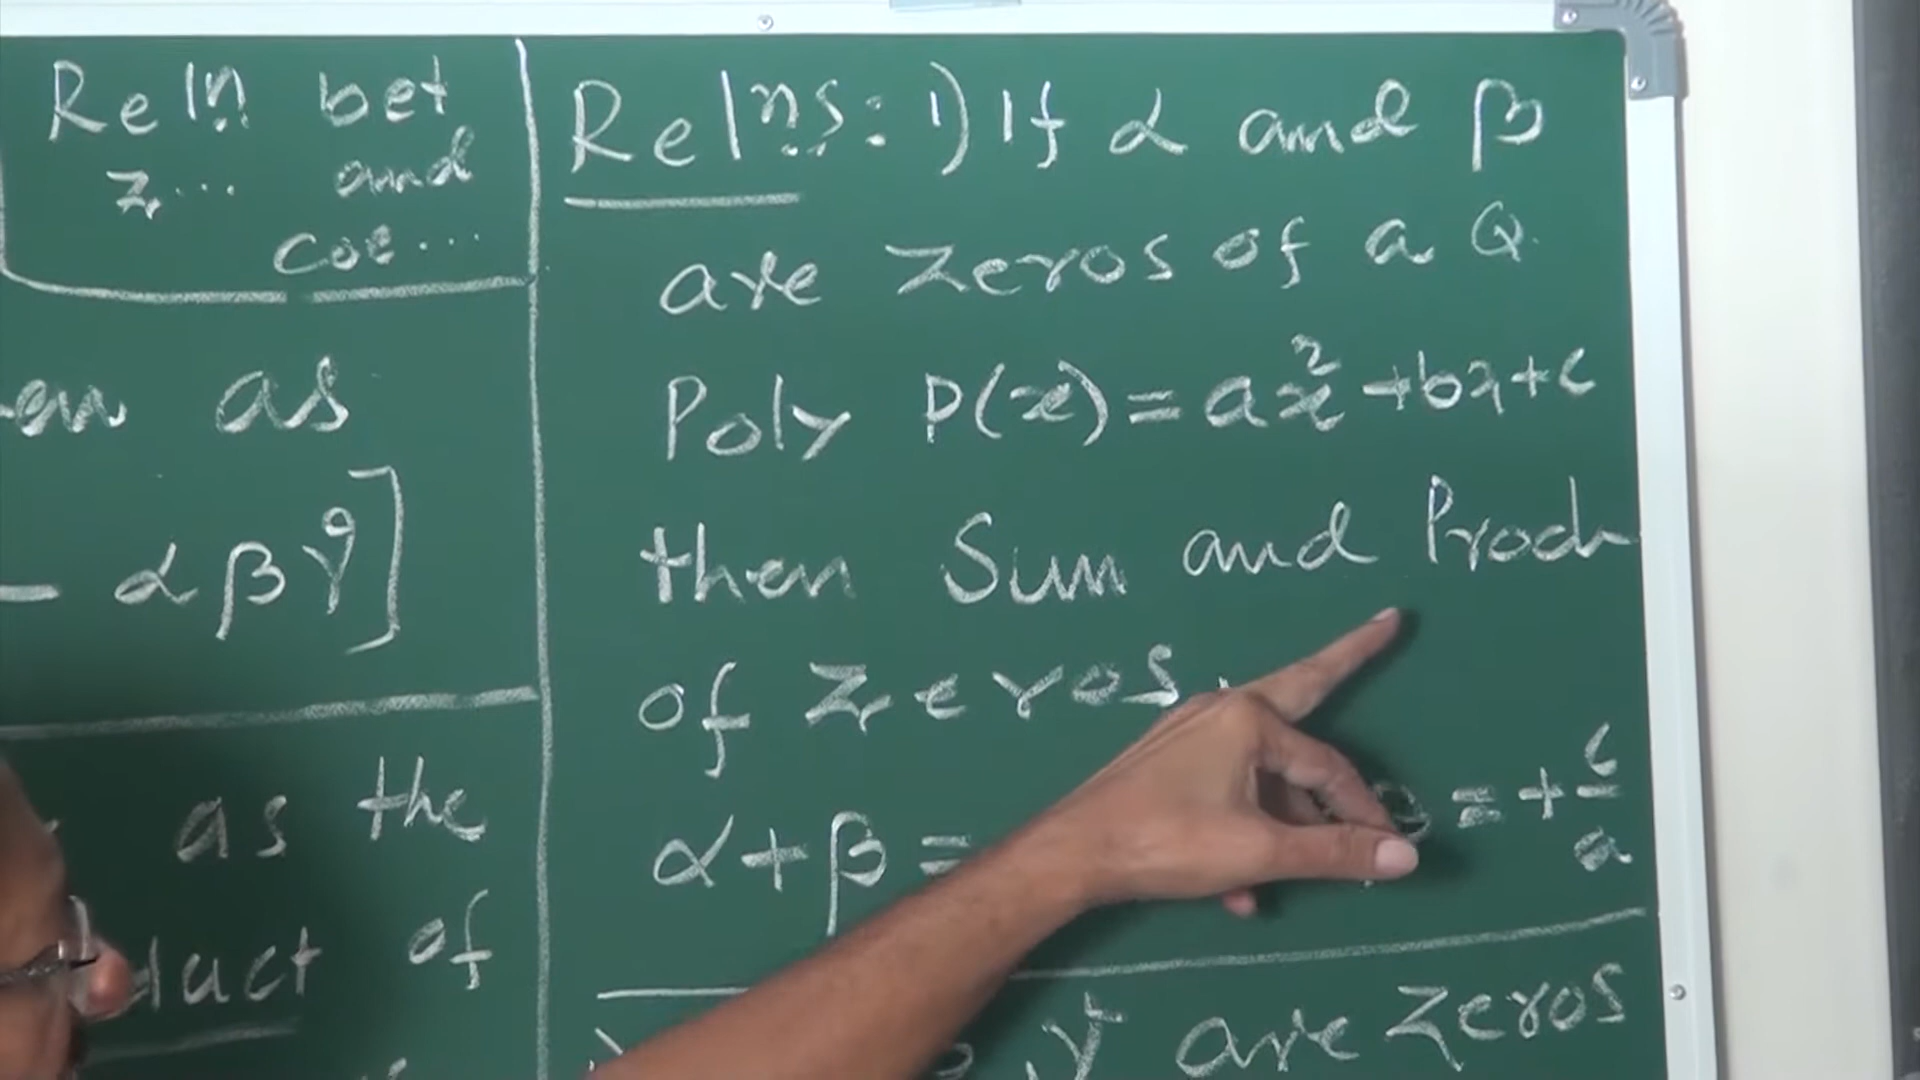 Reln bet
z... and
coe...
en as
- αβγ]
as the
duct of
Relns: 1) If α and β
are zeros of a Q.
Poly P(x) = ax²+bx+c
then Sum and Prod
of zeros.
α+β = = + c/a
γ are zeros